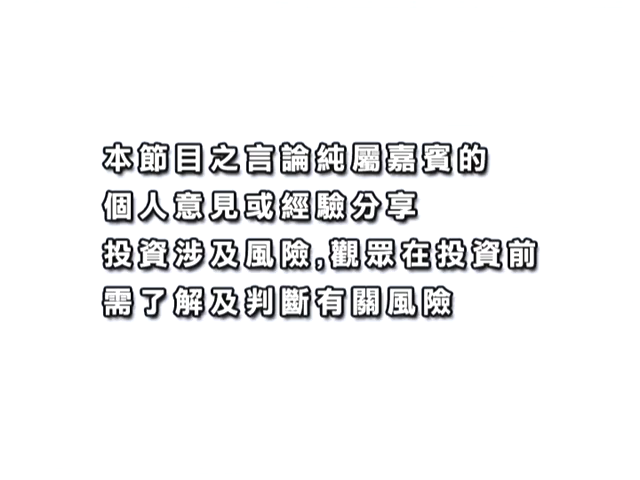 本節目之言論純屬嘉賓的
個人意見或經驗分享
投資涉及風險,觀眾在投資前
需了解及判斷有關風險